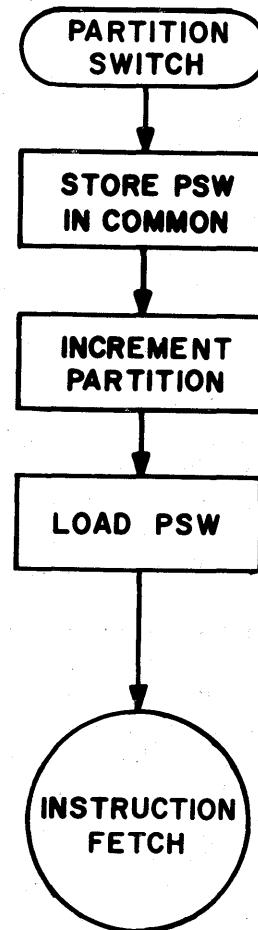 PARTITION
SWITCH
STORE PSW
IN COMMON
INCREMENT
PARTITION
LOAD PSW
INSTRUCTION
FETCH